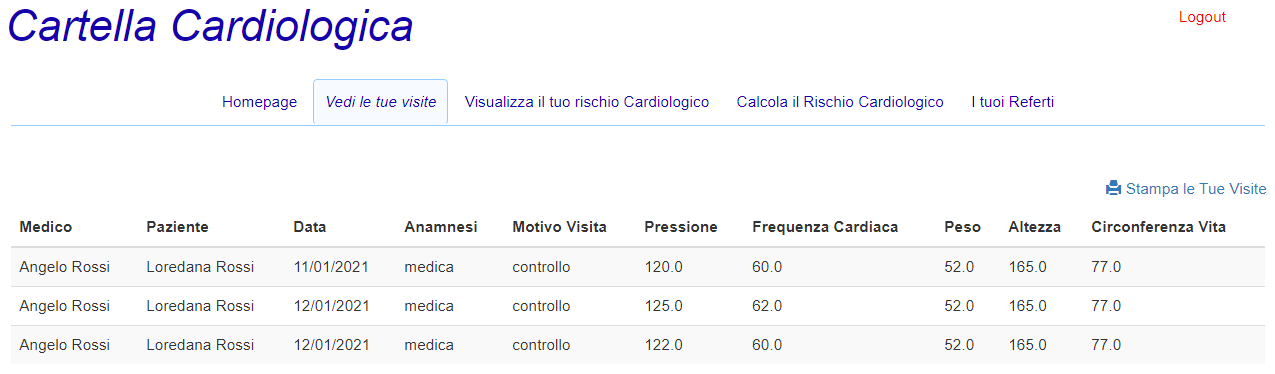 Cartella Cardiologica
Logout
Homepage Vedi le tue visite Visualizza il tuo rischio Cardiologico Calcola il Rischio Cardiologico I tuoi Referti
Stampa le Tue Visite
Medico Paziente Data Anamnesi Motivo Visita Pressione Frequenza Cardiaca Peso Altezza Circonferenza Vita
Angelo Rossi Loredana Rossi 11/01/2021 medica controllo 120.0 60.0 52.0 165.0 77.0
Angelo Rossi Loredana Rossi 12/01/2021 medica controllo 125.0 62.0 52.0 165.0 77.0
Angelo Rossi Loredana Rossi 12/01/2021 medica controllo 122.0 60.0 52.0 165.0 77.0